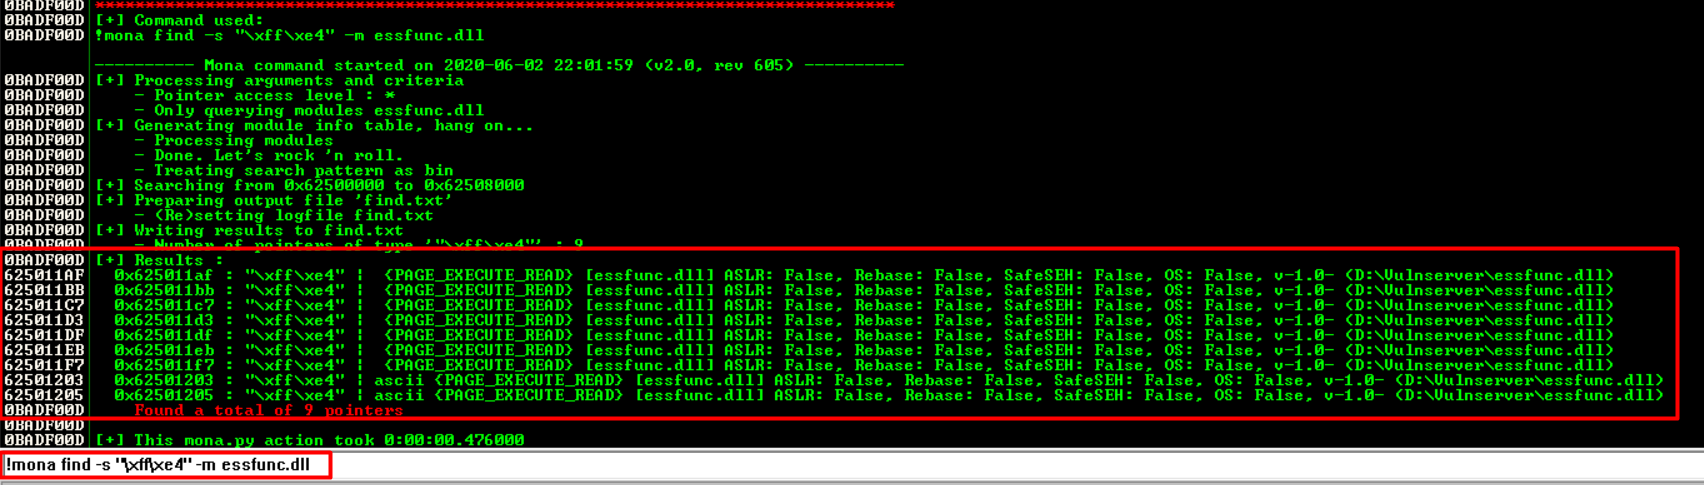 0BADF00D ********************************************************************************
0BADF00D [+] Command used:
0BADF00D !mona find -s "\xff\xe4" -m essfunc.dll
---------- Mona command started on 2020-06-02 22:01:59 (v2.0, rev 605) ----------
0BADF00D [+] Processing arguments and criteria
0BADF00D - Pointer access level : *
0BADF00D - Only querying modules essfunc.dll
0BADF00D [+] Generating module info table, hang on...
0BADF00D - Processing modules
0BADF00D - Done. Let's rock 'n roll.
0BADF00D - Treating search pattern as bin
0BADF00D [+] Searching from 0x62500000 to 0x62508000
0BADF00D [+] Preparing output file 'find.txt'
0BADF00D - (Re)setting logfile find.txt
0BADF00D [+] Writing results to find.txt
0BADF00D - Number of pointers of type '"\xff\xe4"' : 9
0BADF00D [+] Results :
625011AF 0x625011af : "\xff\xe4" | {PAGE_EXECUTE_READ} [essfunc.dll] ASLR: False, Rebase: False, SafeSEH: False, OS: False, v-1.0- (D:\Vulnserver\essfunc.dll)
625011BB 0x625011bb : "\xff\xe4" | {PAGE_EXECUTE_READ} [essfunc.dll] ASLR: False, Rebase: False, SafeSEH: False, OS: False, v-1.0- (D:\Vulnserver\essfunc.dll)
625011C7 0x625011c7 : "\xff\xe4" | {PAGE_EXECUTE_READ} [essfunc.dll] ASLR: False, Rebase: False, SafeSEH: False, OS: False, v-1.0- (D:\Vulnserver\essfunc.dll)
625011D3 0x625011d3 : "\xff\xe4" | {PAGE_EXECUTE_READ} [essfunc.dll] ASLR: False, Rebase: False, SafeSEH: False, OS: False, v-1.0- (D:\Vulnserver\essfunc.dll)
625011DF 0x625011df : "\xff\xe4" | {PAGE_EXECUTE_READ} [essfunc.dll] ASLR: False, Rebase: False, SafeSEH: False, OS: False, v-1.0- (D:\Vulnserver\essfunc.dll)
625011EB 0x625011eb : "\xff\xe4" | {PAGE_EXECUTE_READ} [essfunc.dll] ASLR: False, Rebase: False, SafeSEH: False, OS: False, v-1.0- (D:\Vulnserver\essfunc.dll)
625011F7 0x625011f7 : "\xff\xe4" | {PAGE_EXECUTE_READ} [essfunc.dll] ASLR: False, Rebase: False, SafeSEH: False, OS: False, v-1.0- (D:\Vulnserver\essfunc.dll)
62501203 0x62501203 : "\xff\xe4" | ascii {PAGE_EXECUTE_READ} [essfunc.dll] ASLR: False, Rebase: False, SafeSEH: False, OS: False, v-1.0- (D:\Vulnserver\essfunc.dll)
62501205 0x62501205 : "\xff\xe4" | ascii {PAGE_EXECUTE_READ} [essfunc.dll] ASLR: False, Rebase: False, SafeSEH: False, OS: False, v-1.0- (D:\Vulnserver\essfunc.dll)
0BADF00D Found a total of 9 pointers
0BADF00D
0BADF00D [+] This mona.py action took 0:00:00.476000
!mona find -s "\xff\xe4" -m essfunc.dll